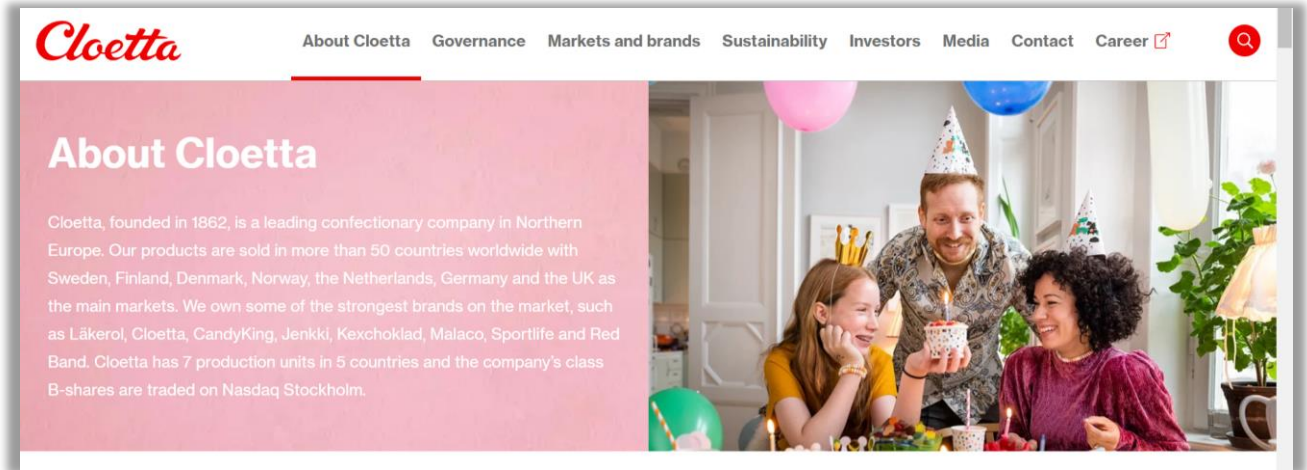 Cloetta
About Cloetta Governance Markets and brands Sustainability Investors Media Contact Career
About Cloetta
Cloetta, founded in 1862, is a leading confectionary company in Northern
Europe. Our products are sold in more than 50 countries worldwide with
Sweden, Finland, Denmark, Norway, the Netherlands, Germany and the UK as
the main markets. We own some of the strongest brands on the market, such
as Läkerol, Cloetta, CandyKing, Jenkki, Kexchoklad, Malaco, Sportlife and Red
Band. Cloetta has 7 production units in 5 countries and the company's class
B-shares are traded on Nasdaq Stockholm.